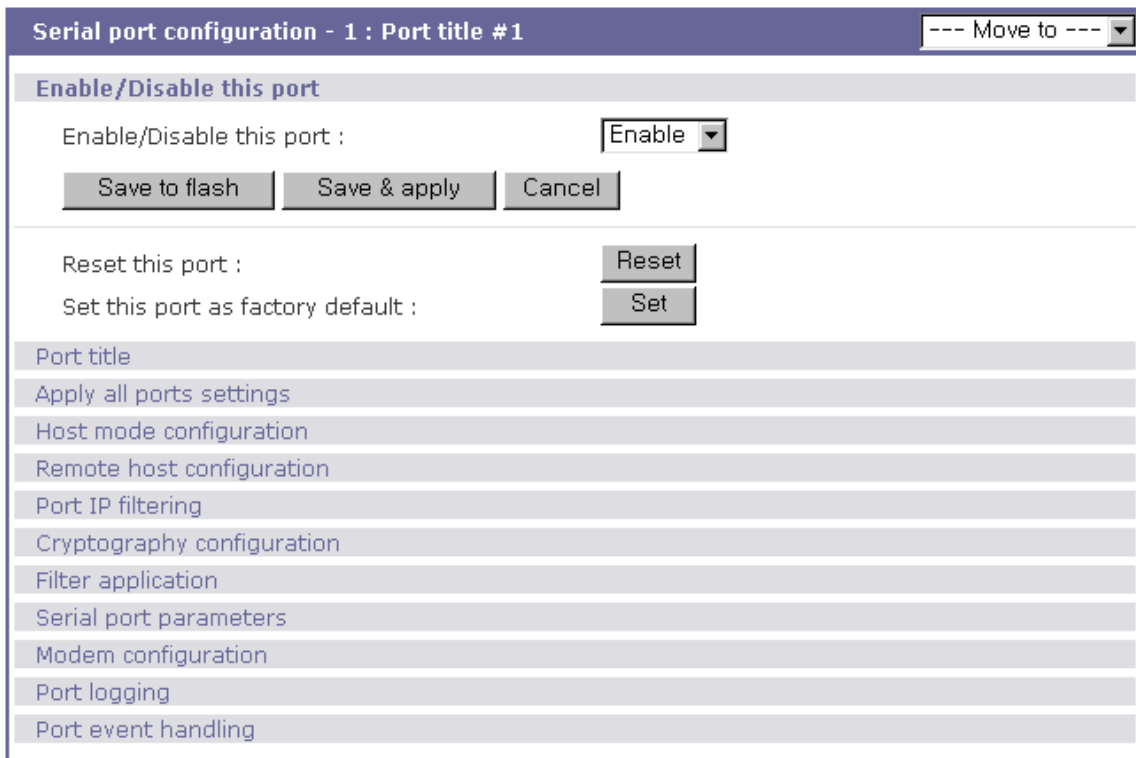 Serial port configuration - 1 : Port title #1 --- Move to ---
Enable/Disable this port
Enable/Disable this port : Enable
Save to flash Save & apply Cancel
Reset this port : Reset
Set this port as factory default : Set
Port title
Apply all ports settings
Host mode configuration
Remote host configuration
Port IP filtering
Cryptography configuration
Filter application
Serial port parameters
Modem configuration
Port logging
Port event handling